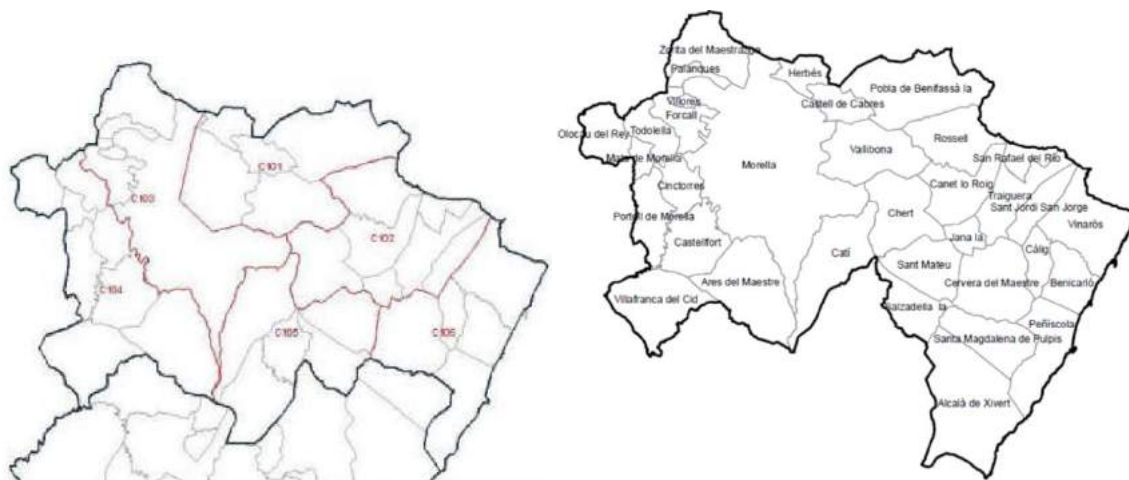 C101
C103
C102
C104
C105
C106
Zorita del Maestrazgo
Palanques
Herbés
Pobla de Benifassà la
Villores
Castell de Cabres
Forcall
Olocau del Rey
Todolella
Rossell
Morella
Vallibona
Mata de Morella
San Rafael del Río
Cinctorres
Canet lo Roig
Traiguera
Portell de Morella
Chert
Sant Jordi San Jorge
Vinaròs
Castellfort
Jana la
Catí
Càlig
Sant Mateu
Ares del Maestre
Cervera del Maestre
Benicarló
Vilafranca del Cid
Salzadella la
Peñíscola
Santa Magdalena de Pulpis
Alcalà de Xivert